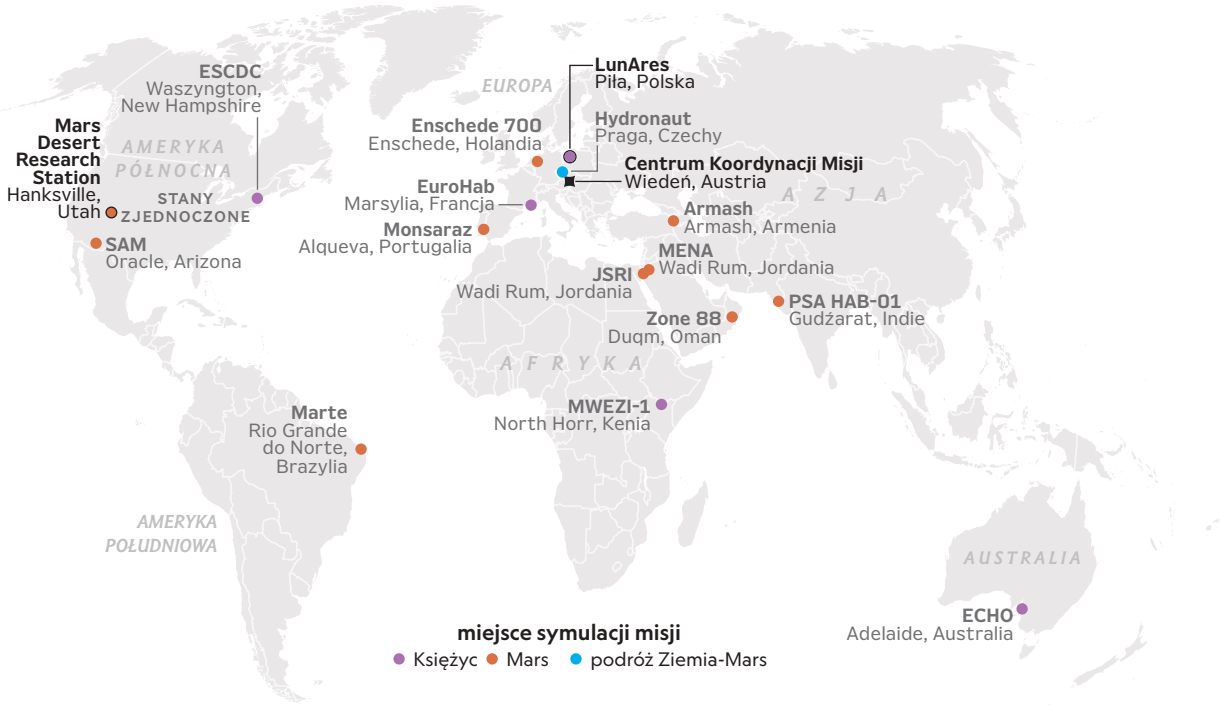 ESCDC
Waszyngton,
New Hampshire
EUROPA
LunAres
Piła, Polska
Mars
Desert
Research
Station
Hanksville,
Utah
AMERYKA
PÓŁNOCNA
STANY
ZJEDNOCZONE
Enschede 700
Enschede, Holandia
Hydronaut
Praga, Czechy
Centrum Koordynacji Misji
Wiedeń, Austria
EuroHab
Marsylia, Francja
AZJA
Monsaraz
Alqueva, Portugalia
Armash
Armash, Armenia
SAM
Oracle, Arizona
MENA
Wadi Rum, Jordania
JSRI
Wadi Rum, Jordania
PSA HAB-01
Gudźarat, Indie
Zone 88
Duqm, Oman
AFRYKA
MWEZI-1
North Horr, Kenia
Marte
Rio Grande
do Norte,
Brazylia
AMERYKA
POŁUDNIOWA
AUSTRALIA
ECHO
Adelaide, Australia
miejsce symulacji misji
Księżyc
Mars
podróż Ziemia-Mars